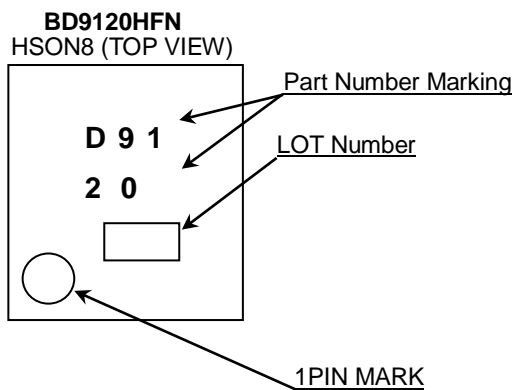 BD9120HFN
HSON8 (TOP VIEW)
Part Number Marking
D 9 1
LOT Number
2 0
1PIN MARK